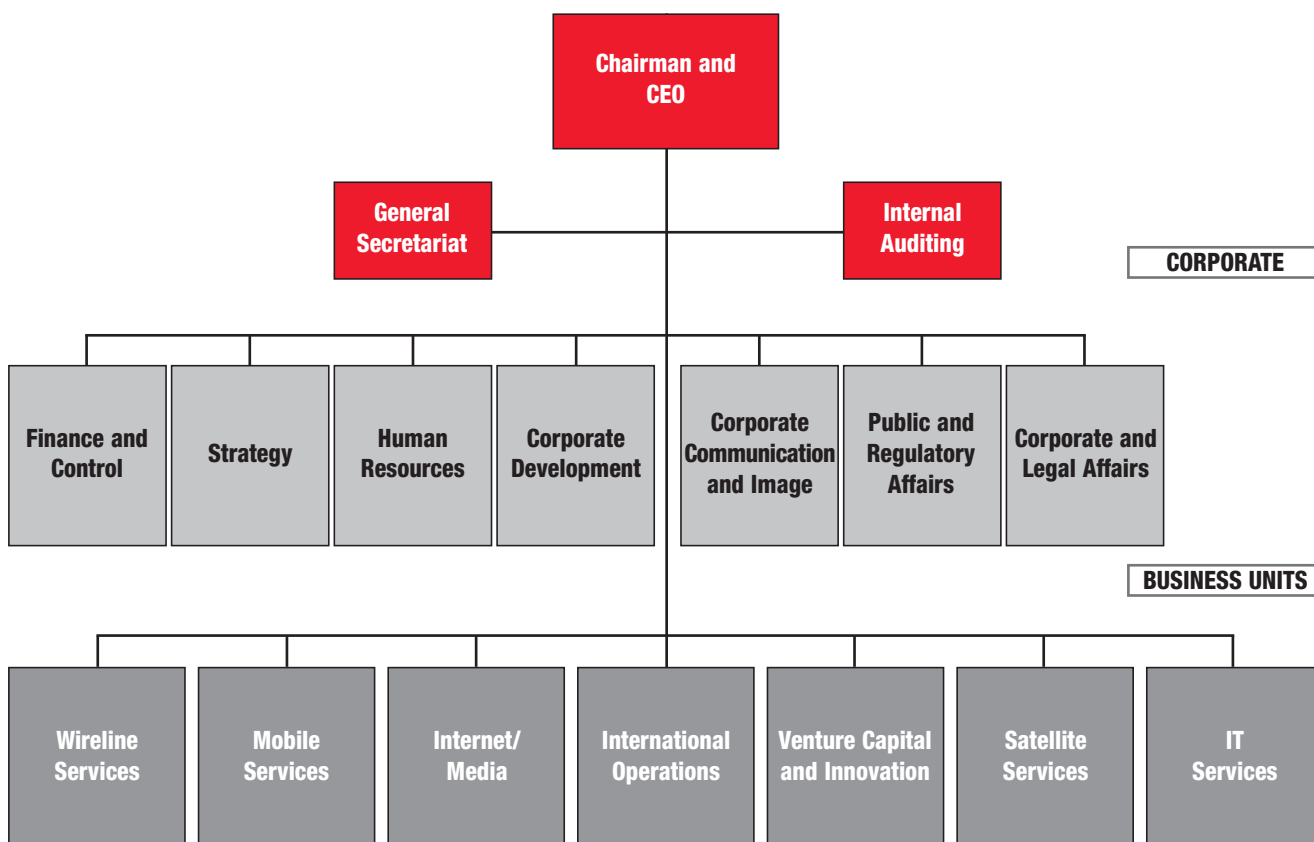 Chairman and
CEO
General
Secretariat
Internal
Auditing
CORPORATE
Finance and
Control
Strategy
Human
Resources
Corporate
Development
Corporate
Communication
and Image
Public and
Regulatory
Affairs
Corporate and
Legal Affairs
BUSINESS UNITS
Wireline
Services
Mobile
Services
Internet/
Media
International
Operations
Venture Capital
and Innovation
Satellite
Services
IT
Services